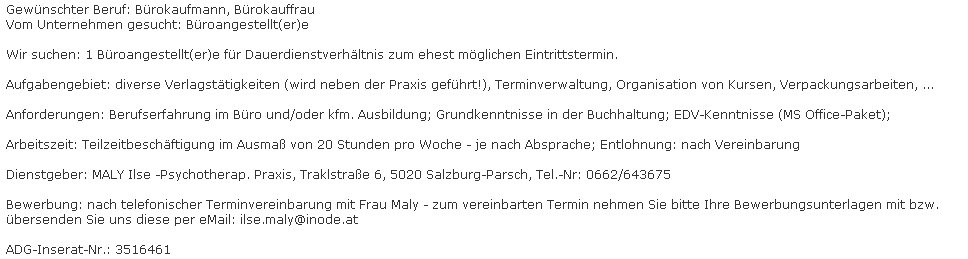 Gewünschter Beruf: Bürokaufmann, Bürokauffrau
Vom Unternehmen gesucht: Büroangestellt(er)e
Wir suchen: 1 Büroangestellt(er)e für Dauerdienstverhältnis zum ehest möglichen Eintrittstermin.
Aufgabengebiet: diverse Verlagstätigkeiten (wird neben der Praxis geführt!), Terminverwaltung, Organisation von Kursen, Verpackungsarbeiten, ...
Anforderungen: Berufserfahrung im Büro und/oder kfm. Ausbildung; Grundkenntnisse in der Buchhaltung; EDV-Kenntnisse (MS Office-Paket);
Arbeitszeit: Teilzeitbeschäftigung im Ausmaß von 20 Stunden pro Woche - je nach Absprache; Entlohnung: nach Vereinbarung
Dienstgeber: MALY Ilse -Psychotherap. Praxis, Traklstraße 6, 5020 Salzburg-Parsch, Tel.-Nr: 0662/643675
Bewerbung: nach telefonischer Terminvereinbarung mit Frau Maly - zum vereinbarten Termin nehmen Sie bitte Ihre Bewerbungsunterlagen mit bzw.
übersenden Sie uns diese per eMail: ilse.maly@inode.at
ADG-Inserat-Nr.: 3516461